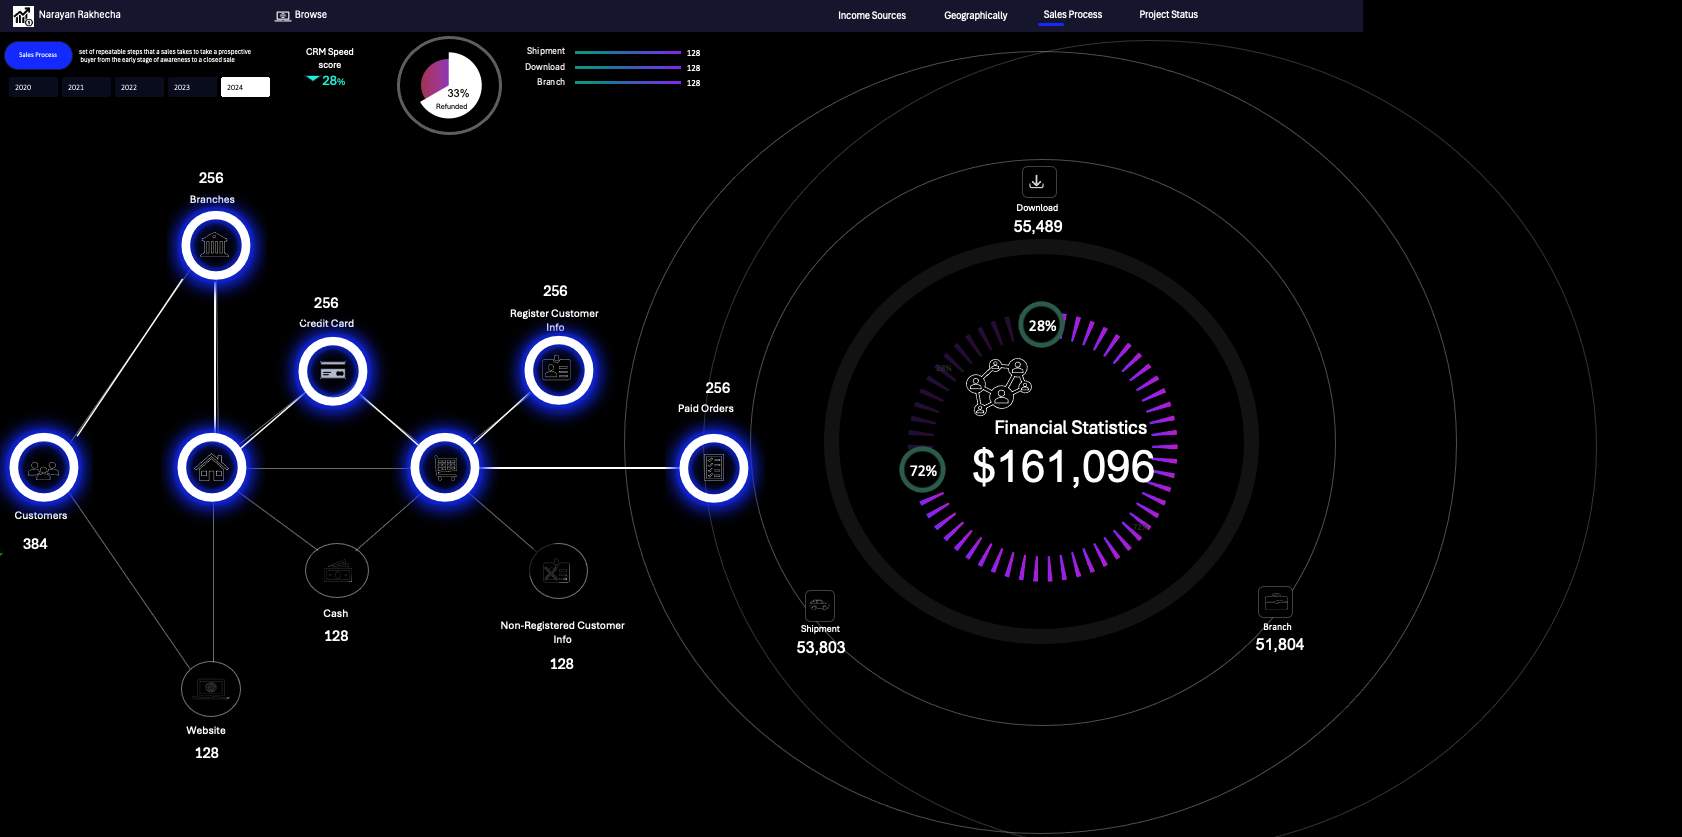 Narayan Rakhecha
Browse
Income Sources
Geographically
Sales Process
Project Status
Sales Process
set of repeatable steps that a sales takes to take a prospective
buyer from the early stage of awareness to a closed sale
2020
2021
2022
2023
2024
CRM Speed
score
28%
33%
Refunded
Shipment 128
Download 128
Branch 128
256
Branches
256
Credit Card
256
Register Customer
Info
256
Paid Orders
Customers
384
Cash
128
Non-Registered Customer
Info
128
Website
128
Download
55,489
28%
28%
Financial Statistics
$161,096
72%
72%
Shipment
53,803
Branch
51,804